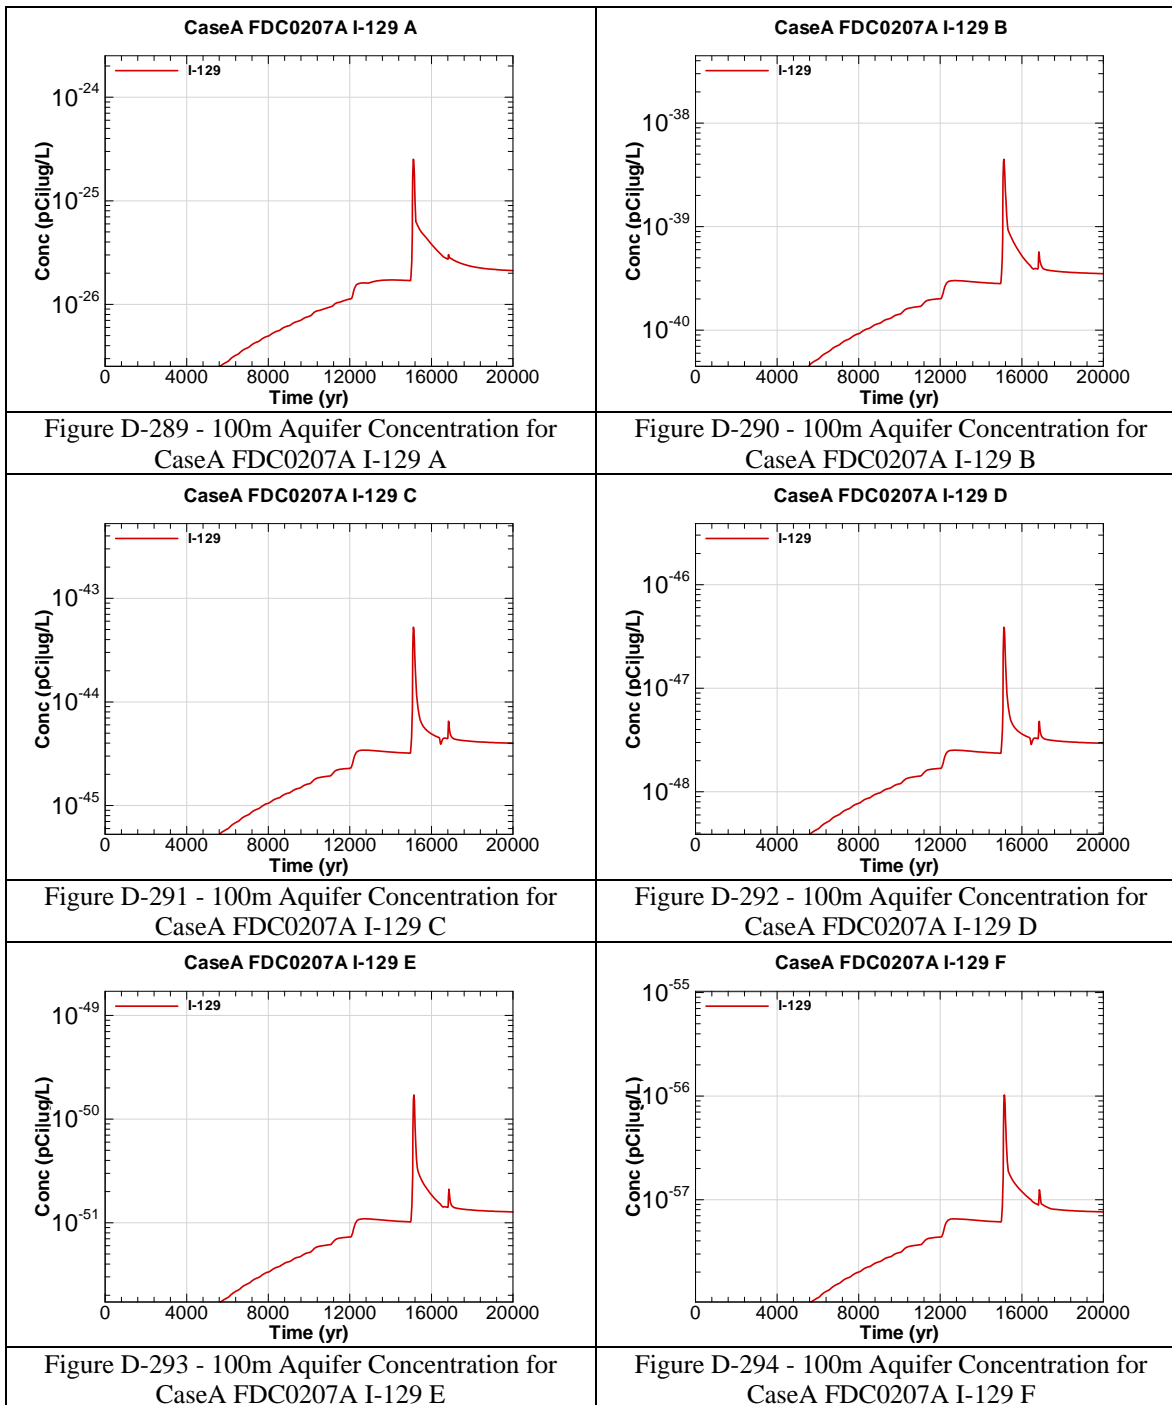 CaseA FDC0207A I-129 A
I-129
Conc (pCi|ug/L)
10-24
10-25
10-26
0 4000 8000 12000 16000 20000
Time (yr)
Figure D-289 - 100m Aquifer Concentration for
CaseA FDC0207A I-129 A
CaseA FDC0207A I-129 B
I-129
Conc (pCi|ug/L)
10-38
10-39
10-40
0 4000 8000 12000 16000 20000
Time (yr)
Figure D-290 - 100m Aquifer Concentration for
CaseA FDC0207A I-129 B
CaseA FDC0207A I-129 C
I-129
Conc (pCi|ug/L)
10-43
10-44
10-45
0 4000 8000 12000 16000 20000
Time (yr)
Figure D-291 - 100m Aquifer Concentration for
CaseA FDC0207A I-129 C
CaseA FDC0207A I-129 D
I-129
Conc (pCi|ug/L)
10-46
10-47
10-48
0 4000 8000 12000 16000 20000
Time (yr)
Figure D-292 - 100m Aquifer Concentration for
CaseA FDC0207A I-129 D
CaseA FDC0207A I-129 E
I-129
Conc (pCi|ug/L)
10-49
10-50
10-51
0 4000 8000 12000 16000 20000
Time (yr)
Figure D-293 - 100m Aquifer Concentration for
CaseA FDC0207A I-129 E
CaseA FDC0207A I-129 F
I-129
Conc (pCi|ug/L)
10-55
10-56
10-57
0 4000 8000 12000 16000 20000
Time (yr)
Figure D-294 - 100m Aquifer Concentration for
CaseA FDC0207A I-129 F